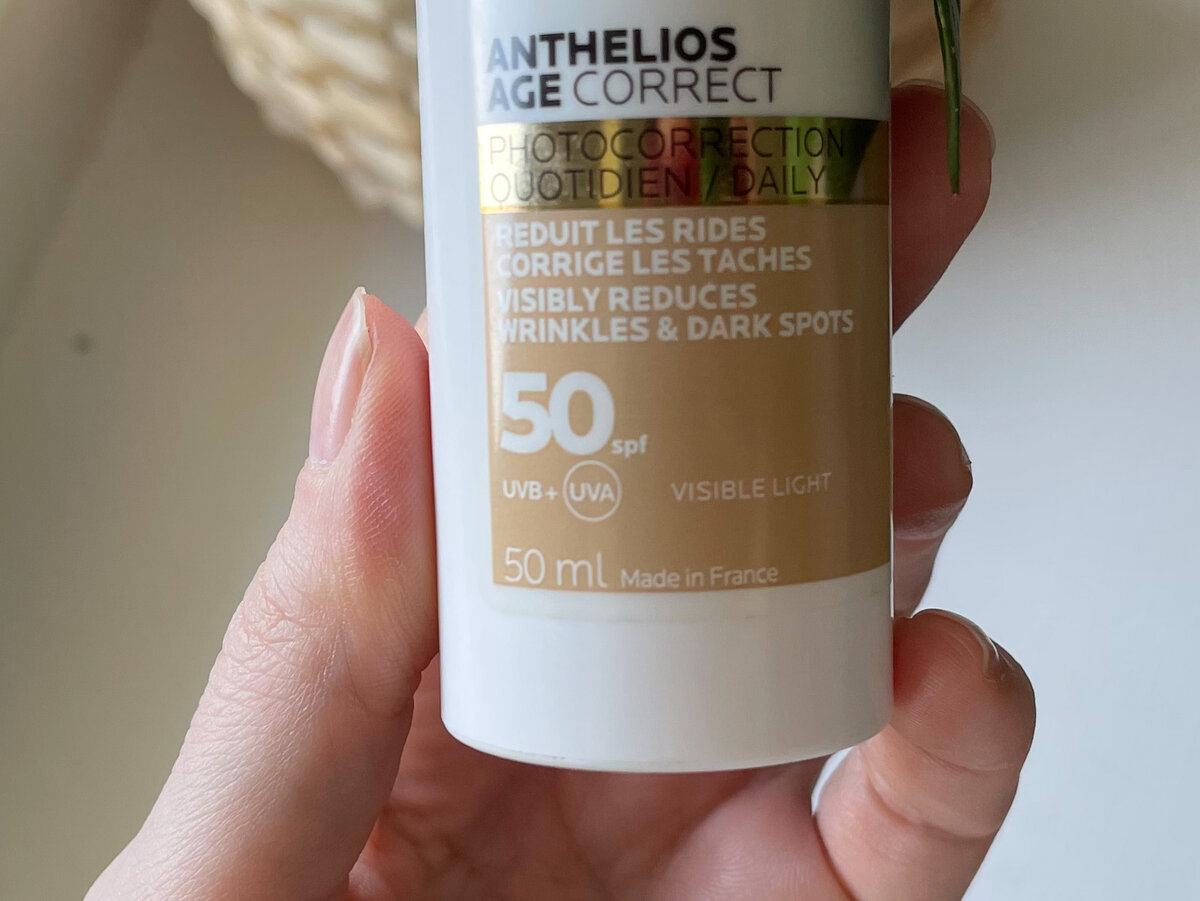 ANTHELIOS
AGE CORRECT
PHOTOCORRECTION
QUOTIDIEN / DAILY
REDUIT LES RIDES
CORRIGE LES TACHES
VISIBLY REDUCES
WRINKLES & DARK SPOTS
50 spf
UVB + UVA VISIBLE LIGHT
50 ml Made in France